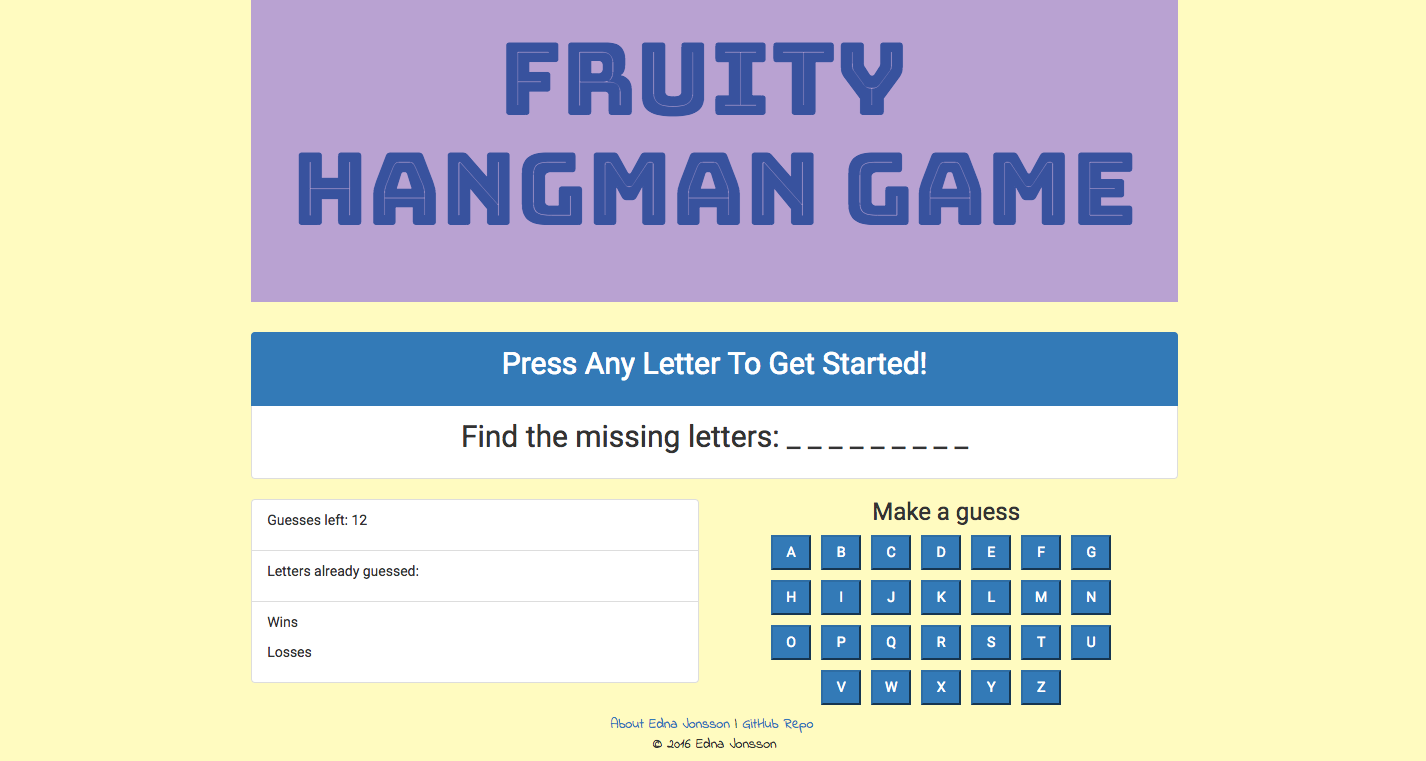 FRUITY
HANGMAN GAME
Press Any Letter To Get Started!
Find the missing letters: _ _ _ _ _ _ _ _ _
Guesses left: 12
Letters already guessed:
Wins
Losses
Make a guess
A B C D E F G
H I J K L M N
O P Q R S T U
V W X Y Z
About Edna Jonsson | GitHub Repo
© 2016 Edna Jonsson